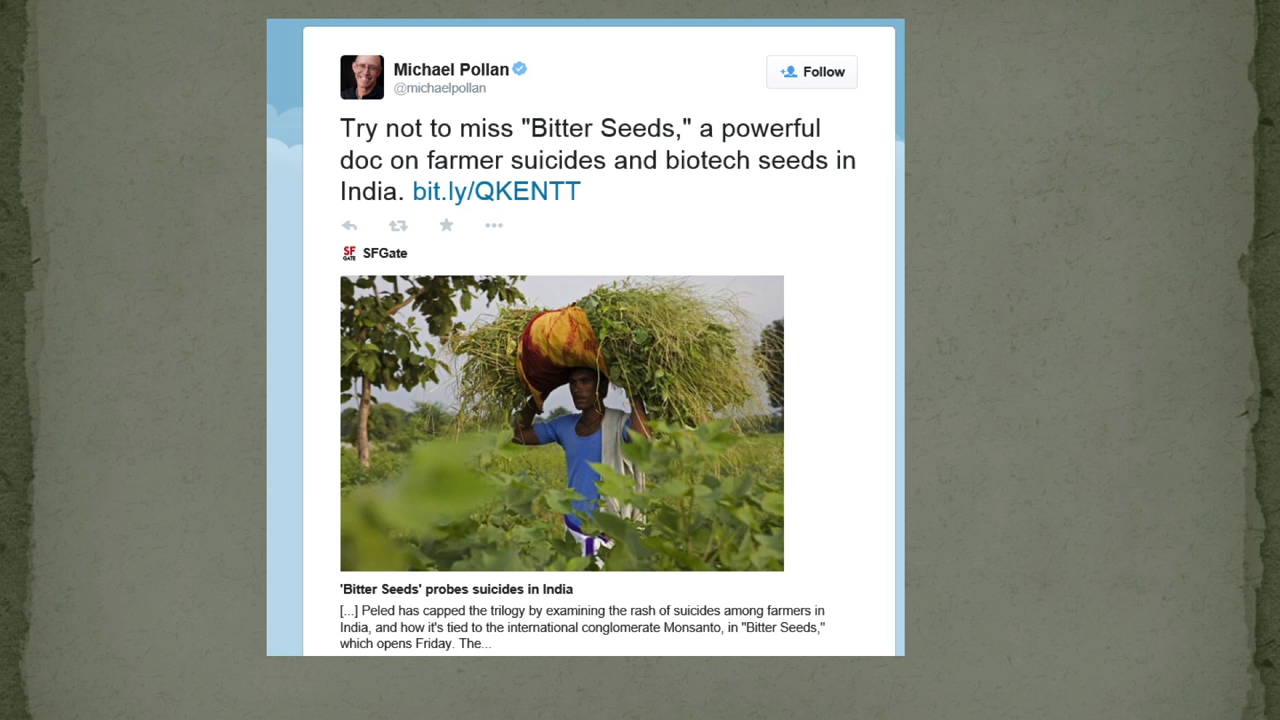 Michael Pollan
@michaelpollan
Follow
Try not to miss "Bitter Seeds," a powerful
doc on farmer suicides and biotech seeds in
India. bit.ly/QKENTT
SF
GATE
SFGate
'Bitter Seeds' probes suicides in India
[...] Peled has capped the trilogy by examining the rash of suicides among farmers in
India, and how it's tied to the international conglomerate Monsanto, in "Bitter Seeds,"
which opens Friday. The...